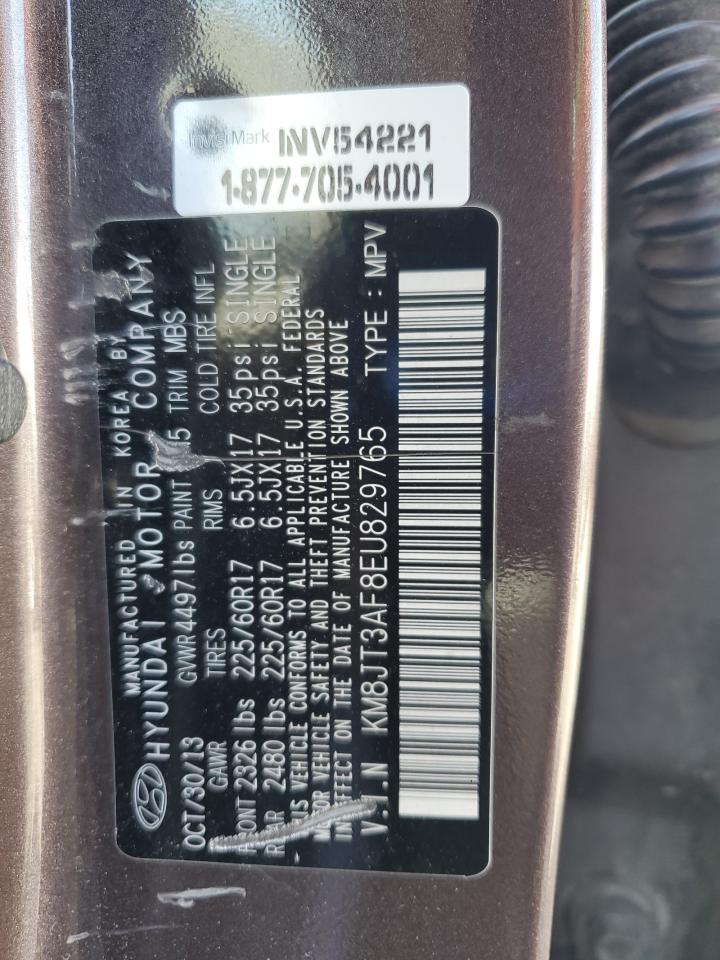 Invisi Mark INV54221
1-877-705-4001
MANUFACTURED IN KOREA BY
HYUNDAI MOTOR COMPANY
OCT/30/13 GVWR 4497lbs PAINT TRIM MBS
GAWR TIRES RIMS COLD TIRE INFL
FRONT 2326 lbs 225/60R17 6.5JX17 35psi SINGLE
REAR 2480 lbs 225/60R17 6.5JX17 35psi SINGLE
THIS VEHICLE CONFORMS TO ALL APPLICABLE U.S.A. FEDERAL
MOTOR VEHICLE SAFETY AND THEFT PREVENTION STANDARDS
IN EFFECT ON THE DATE OF MANUFACTURE SHOWN ABOVE
V.I.N KM8JT3AF8EU829765 TYPE : MPV